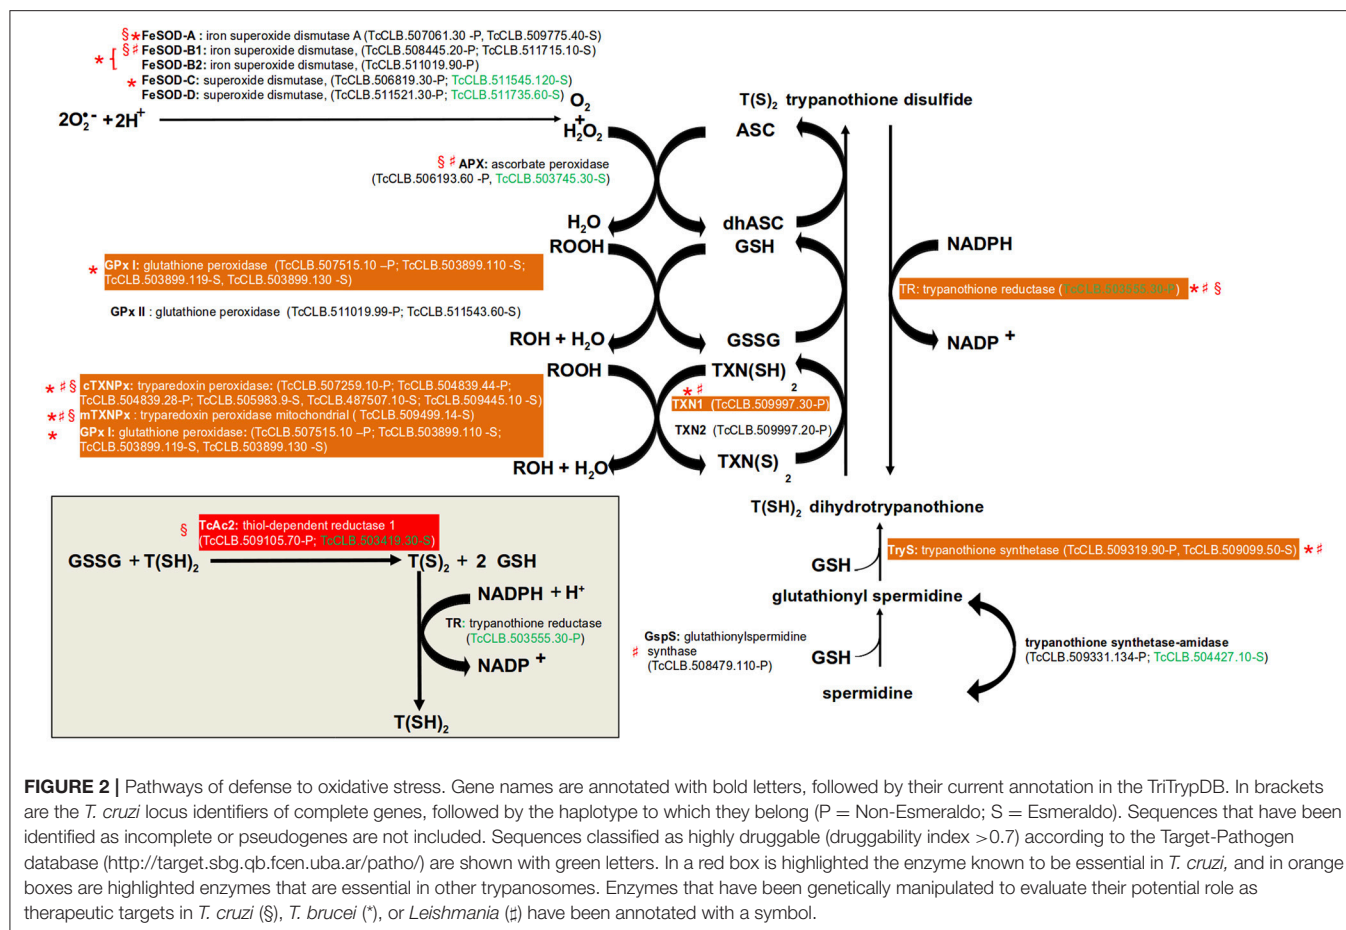 § * FeSOD-A : iron superoxide dismutase A (TcCLB.507061.30 -P, TcCLB.509775.40-S)
§ ♯ FeSOD-B1: iron superoxide dismutase, (TcCLB.508445.20-P; TcCLB.511715.10-S)
* { FeSOD-B2: iron superoxide dismutase, (TcCLB.511019.90-P)
* FeSOD-C: superoxide dismutase, (TcCLB.506819.30-P; TcCLB.511545.120-S)
FeSOD-D: superoxide dismutase, (TcCLB.511521.30-P; TcCLB.511735.60-S)
2O₂•- + 2H+
O₂
+
H₂O₂
ASC
T(S)₂ trypanothione disulfide
§ ♯ APX: ascorbate peroxidase
(TcCLB.506193.60 -P, TcCLB.503745.30-S)
H₂O
dhASC
ROOH
GSH
NADPH
* GPx I: glutathione peroxidase (TcCLB.507515.10 –P; TcCLB.503899.110 -S;
TcCLB.503899.119-S, TcCLB.503899.130 -S)
TR: trypanothione reductase (TcCLB.503555.30-P) * ♯ §
GPx II : glutathione peroxidase (TcCLB.511019.99-P; TcCLB.511543.60-S)
ROH + H₂O
GSSG
NADP +
ROOH
TXN(SH)₂
* ♯ § cTXNPx: tryparedoxin peroxidase: (TcCLB.507259.10-P; TcCLB.504839.44-P;
TcCLB.504839.28-P; TcCLB.505983.9-S, TcCLB.487507.10-S; TcCLB.509445.10 -S)
* ♯ § mTXNPx : tryparedoxin peroxidase mitochondrial ( TcCLB.509499.14-S)
* GPx I: glutathione peroxidase: (TcCLB.507515.10 –P; TcCLB.503899.110 -S;
TcCLB.503899.119-S, TcCLB.503899.130 -S)
* ♯
TXN1 (TcCLB.509997.30-P)
TXN2 (TcCLB.509997.20-P)
ROH + H₂O
TXN(S)₂
T(SH)₂ dihydrotrypanothione
§ TcAc2: thiol-dependent reductase 1
(TcCLB.509105.70-P; TcCLB.503419.30-S)
GSSG + T(SH)₂
T(S)₂ + 2 GSH
NADPH + H+
TR: trypanothione reductase
(TcCLB.503555.30-P)
NADP +
T(SH)₂
TryS: trypanothione synthetase (TcCLB.509319.90-P, TcCLB.509099.50-S) * ♯
GSH
glutathionyl spermidine
♯ GspS: glutathionylspermidine
synthase
(TcCLB.508479.110-P)
GSH
trypanothione synthetase-amidase
(TcCLB.509331.134-P; TcCLB.504427.10-S)
spermidine
FIGURE 2 | Pathways of defense to oxidative stress. Gene names are annotated with bold letters, followed by their current annotation in the TriTrypDB. In brackets
are the T. cruzi locus identifiers of complete genes, followed by the haplotype to which they belong (P = Non-Esmeraldo; S = Esmeraldo). Sequences that have been
identified as incomplete or pseudogenes are not included. Sequences classified as highly druggable (druggability index >0.7) according to the Target-Pathogen
database (http://target.sbg.qb.fcen.uba.ar/patho/) are shown with green letters. In a red box is highlighted the enzyme known to be essential in T. cruzi, and in orange
boxes are highlighted enzymes that are essential in other trypanosomes. Enzymes that have been genetically manipulated to evaluate their potential role as
therapeutic targets in T. cruzi (§), T. brucei (*), or Leishmania (♯) have been annotated with a symbol.